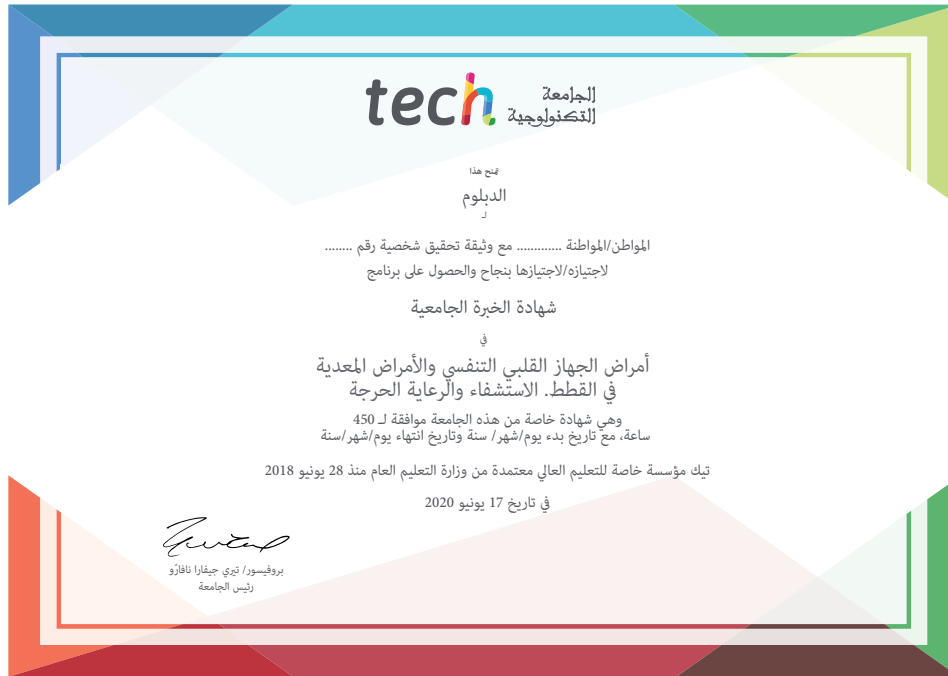 tech الجامعة
التكنولوجية
تمنح هذا
الدبلوم
لـ
المواطن/المواطنة ............. مع وثيقة تحقيق شخصية رقم ........
لاجتيازه/لاجتيازها بنجاح والحصول على برنامج
شهادة الخبرة الجامعية
في
أمراض الجهاز القلبي التنفسي والأمراض المعدية
في القطط. الاستشفاء والرعاية الحرجة
وهي شهادة خاصة من هذه الجامعة موافقة لـ 450
ساعة، مع تاريخ بدء يوم/شهر/ سنة وتاريخ انتهاء يوم/شهر/سنة
تيك مؤسسة خاصة للتعليم العالي معتمدة من وزارة التعليم العام منذ 28 يونيو 2018
في تاريخ 17 يونيو 2020
بروفيسور/ تيري جيفارا نافارّو
رئيس الجامعة